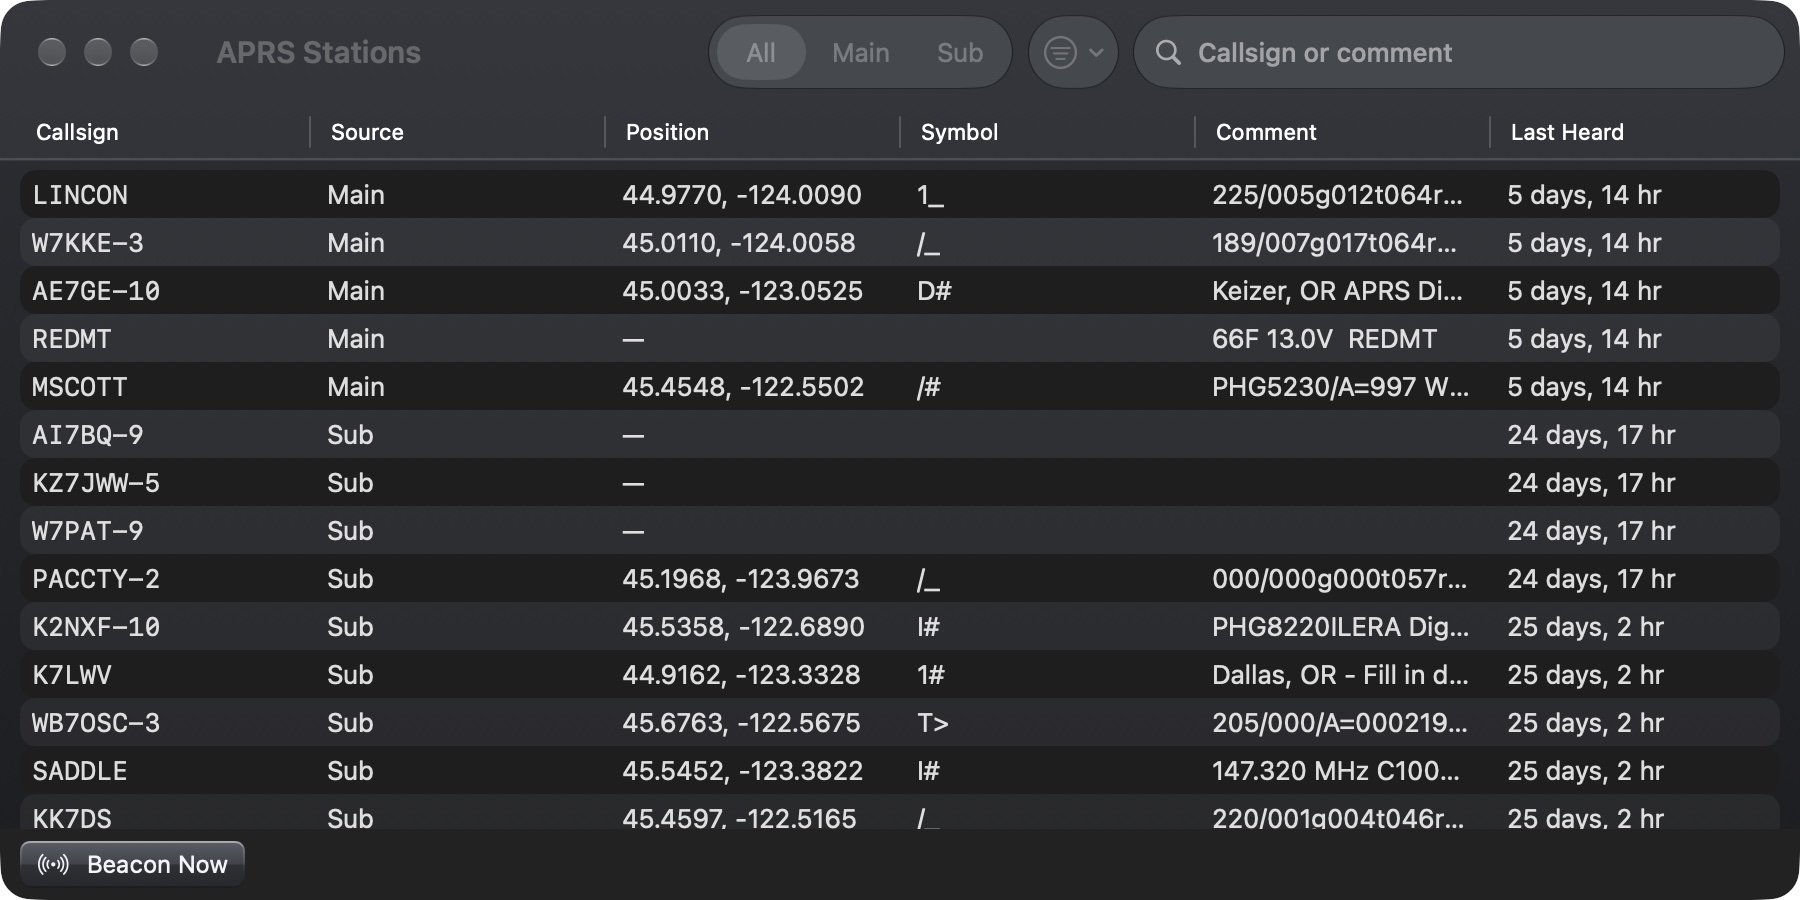 APRS Stations All Main Sub Callsign or comment
Callsign Source Position Symbol Comment Last Heard
LINCON Main 44.9770, -124.0090 1_ 225/005g012t064r... 5 days, 14 hr
W7KKE-3 Main 45.0110, -124.0058 /_ 189/007g017t064r... 5 days, 14 hr
AE7GE-10 Main 45.0033, -123.0525 D# Keizer, OR APRS Di... 5 days, 14 hr
REDMT Main — 66F 13.0V  REDMT 5 days, 14 hr
MSCOTT Main 45.4548, -122.5502 /# PHG5230/A=997 W... 5 days, 14 hr
AI7BQ-9 Sub — 24 days, 17 hr
KZ7JWW-5 Sub — 24 days, 17 hr
W7PAT-9 Sub — 24 days, 17 hr
PACCTY-2 Sub 45.1968, -123.9673 /_ 000/000g000t057r... 24 days, 17 hr
K2NXF-10 Sub 45.5358, -122.6890 I# PHG8220ILERA Dig... 25 days, 2 hr
K7LWV Sub 44.9162, -123.3328 1# Dallas, OR - Fill in d... 25 days, 2 hr
WB7OSC-3 Sub 45.6763, -122.5675 T> 205/000/A=000219... 25 days, 2 hr
SADDLE Sub 45.5452, -123.3822 I# 147.320 MHz C100... 25 days, 2 hr
KK7DS Sub 45.4597, -122.5165 /_ 220/001g004t046r... 25 days, 2 hr
Beacon Now